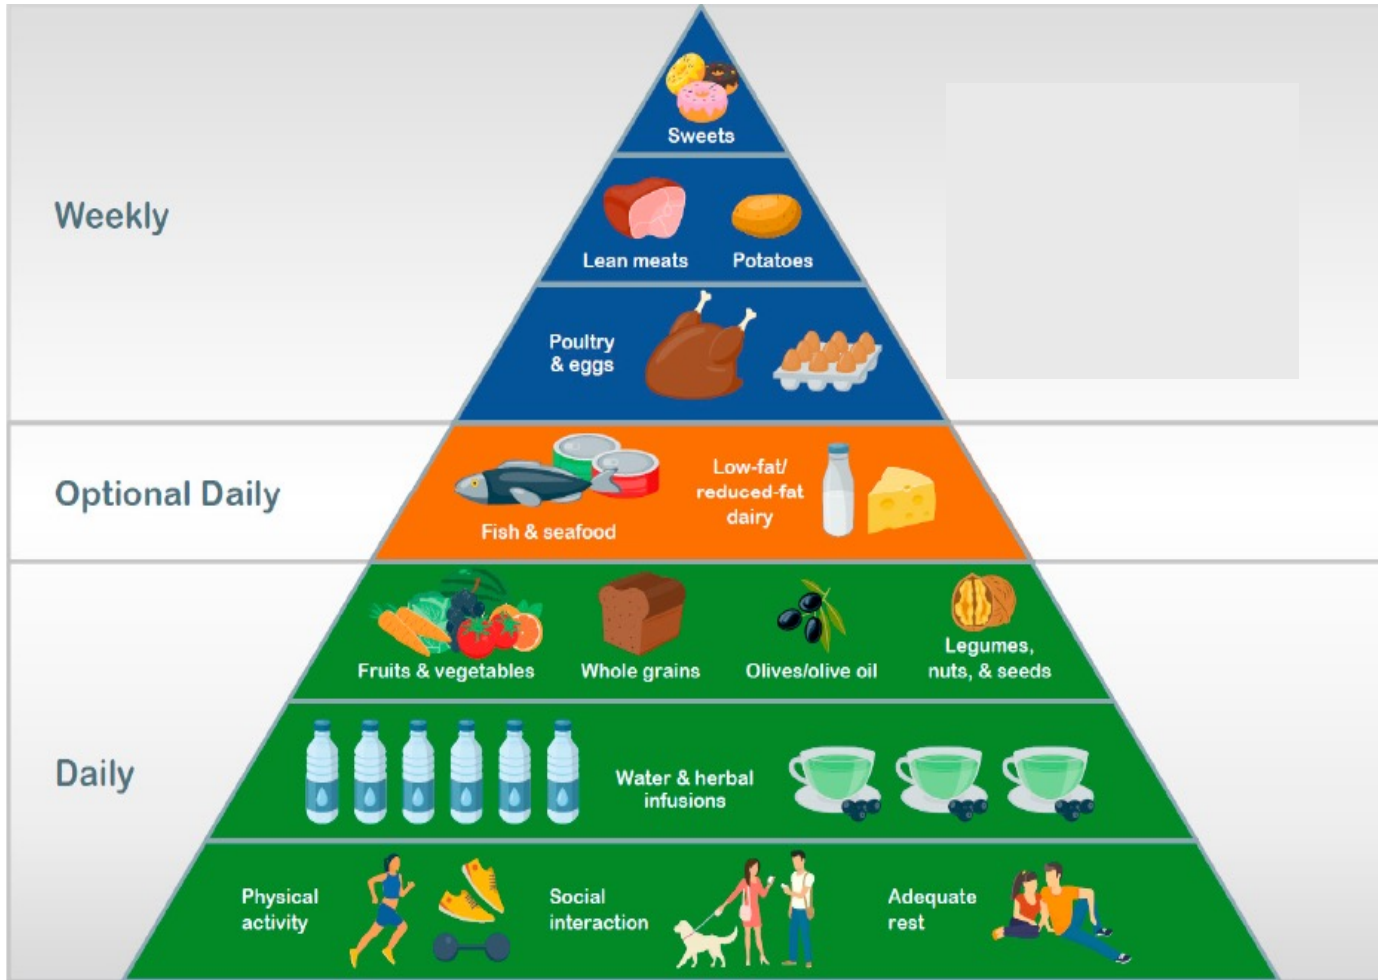 Sweets
Weekly
Lean meats
Potatoes
Poultry
& eggs
Optional Daily
Fish & seafood
Low-fat/
reduced-fat
dairy
Fruits & vegetables
Whole grains
Olives/olive oil
Legumes,
nuts, & seeds
Daily
Water & herbal
infusions
Physical
activity
Social
interaction
Adequate
rest